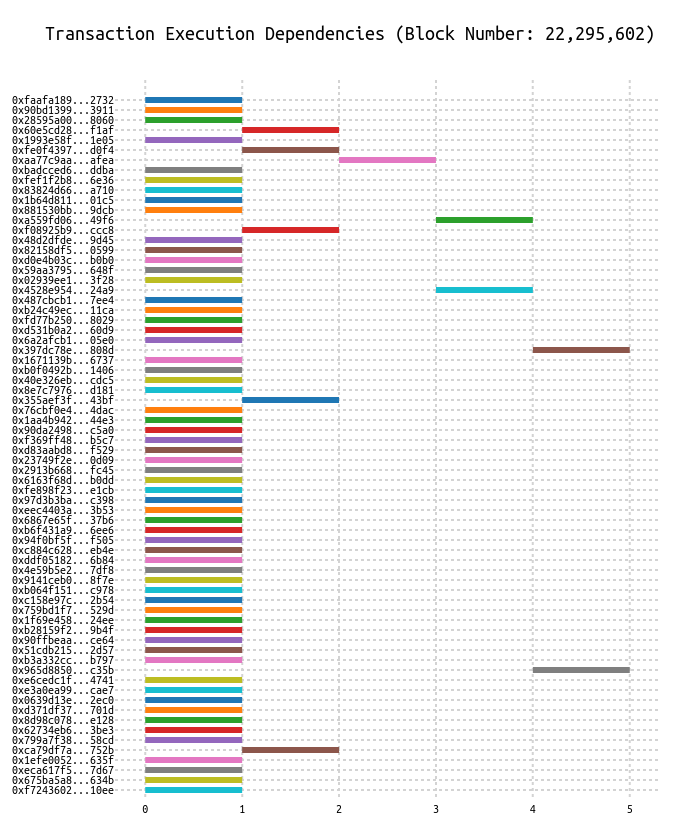 Transaction Execution Dependencies (Block Number: 22,295,602)
0xfaafa189...2732
0x90bd1399...3911
0x28595a00...8060
0x60e5cd28...f1af
0x1993e58f...1e05
0xfe0f4397...d0f4
0xaa77c9aa...afea
0xbadcced6...ddba
0xfef1f2b8...6e36
0x83824d66...a710
0x1b64d811...01c5
0x881530bb...9dcb
0xa559fd06...49f6
0xf08925b9...ccc8
0x48d2dfde...9d45
0x82158df5...0599
0xd0e4b03c...b0b0
0x59aa3795...648f
0x02939ee1...3f28
0x4528e954...24a9
0x487cbcb1...7ee4
0xb24c49ec...11ca
0xfd77b250...8029
0xd531b0a2...60d9
0x6a2afcb1...05e0
0x397dc78e...808d
0x1671139b...6737
0xb0f0492b...1406
0x40e326eb...cdc5
0x8e7c7976...d181
0x355aef3f...43bf
0x76cbf0e4...4dac
0x1aa4b942...44e3
0x90da2498...c5a0
0xf369ff48...b5c7
0xd83aabd8...f529
0x23749f2e...0d09
0x2913b668...fc45
0x6163f68d...b0dd
0xfe898f23...e1cb
0x97d3b3ba...c398
0xeec4403a...3b53
0x6867e65f...37b6
0xb6f431a9...6ee6
0x94f0bf5f...f505
0xc884c628...eb4e
0xddf05182...6b84
0x4e59b5e2...7df8
0x9141ceb0...8f7e
0xb064f151...c978
0xc158e97c...2b54
0x759bd1f7...529d
0x1f69e458...24ee
0xb28159f2...9b4f
0x90ffbeaa...ce64
0x51cdb215...2d57
0xb3a332cc...b797
0x965d8850...c35b
0xe6cedc1f...4741
0xe3a0ea99...cae7
0x0639d13e...2ec0
0xd371df37...701d
0x8d98c078...e128
0x62734eb6...3be3
0x799a7f38...58cd
0xca79df7a...752b
0x1efe0052...635f
0xeca617f5...7d67
0x675ba5a8...634b
0xf7243602...10ee
0 1 2 3 4 5